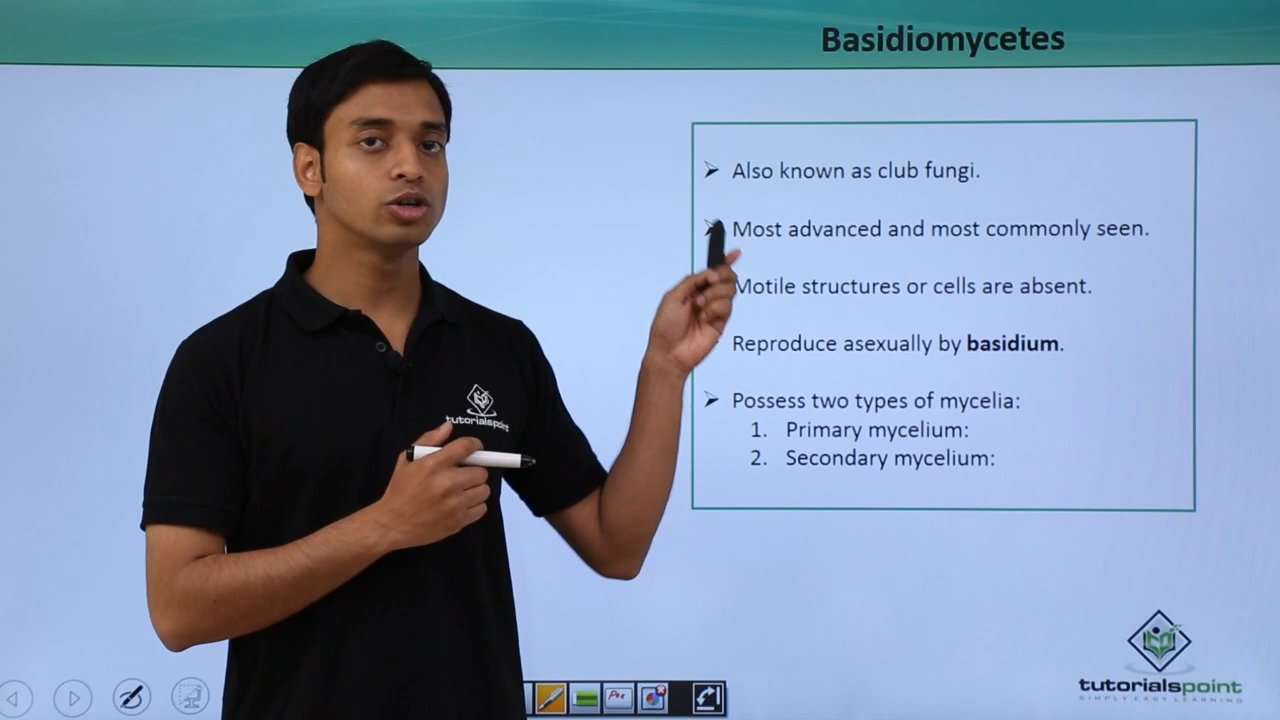 Basidiomycetes
Also known as club fungi.
Most advanced and most commonly seen.
Motile structures or cells are absent.
Reproduce asexually by basidium.
Possess two types of mycelia:
1. Primary mycelium:
2. Secondary mycelium:
tutorialspoint
Pen
tutorialspoint
SIMPLY EASY LEARNING